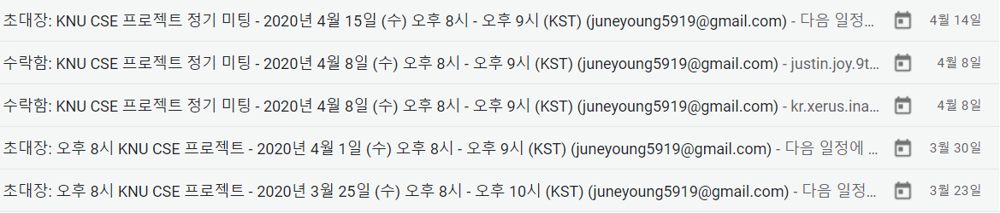 초대장: KNU CSE 프로젝트 정기 미팅 - 2020년 4월 15일 (수) 오후 8시 - 오후 9시 (KST) (juneyoung5919@gmail.com) - 다음 일정… 4월 14일
수락함: KNU CSE 프로젝트 정기 미팅 - 2020년 4월 8일 (수) 오후 8시 - 오후 9시 (KST) (juneyoung5919@gmail.com) - justin.joy.9t… 4월 8일
수락함: KNU CSE 프로젝트 정기 미팅 - 2020년 4월 8일 (수) 오후 8시 - 오후 9시 (KST) (juneyoung5919@gmail.com) - kr.xerus.ina… 4월 8일
초대장: 오후 8시 KNU CSE 프로젝트 - 2020년 4월 1일 (수) 오후 8시 - 오후 9시 (KST) (juneyoung5919@gmail.com) - 다음 일정에 … 3월 30일
초대장: 오후 8시 KNU CSE 프로젝트 - 2020년 3월 25일 (수) 오후 8시 - 오후 10시 (KST) (juneyoung5919@gmail.com) - 다음 일정… 3월 23일